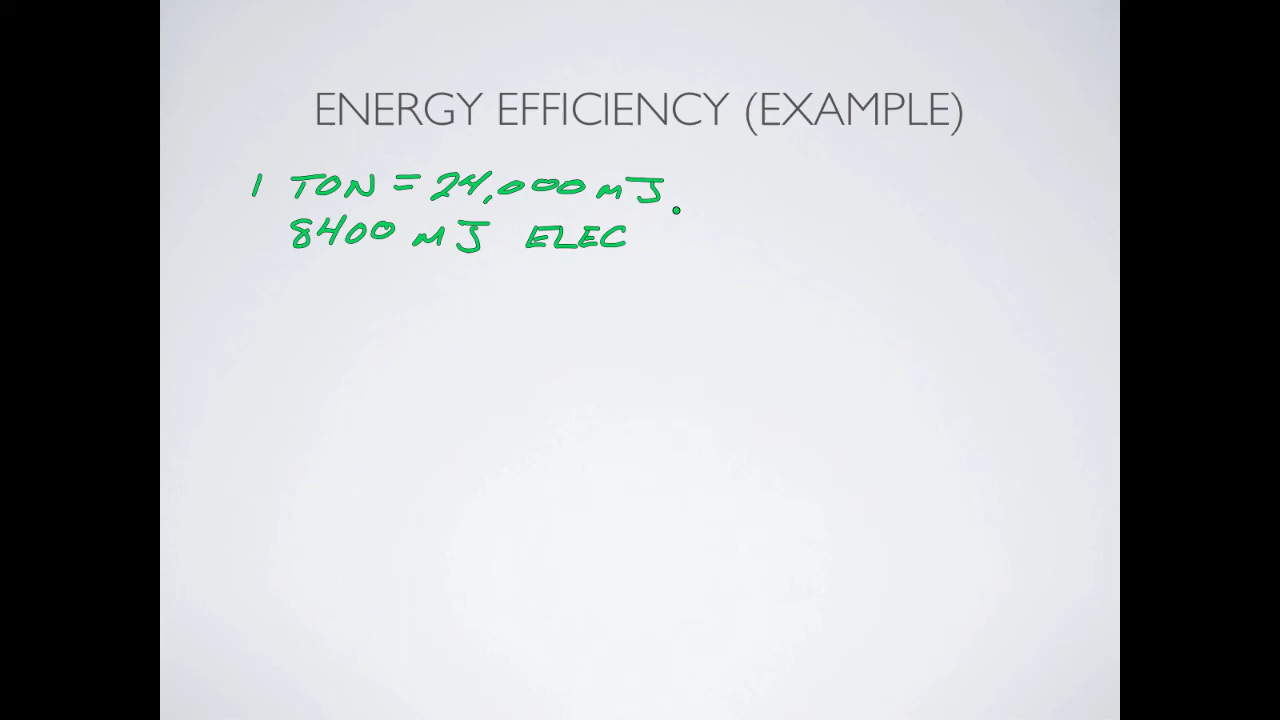 ENERGY EFFICIENCY (EXAMPLE)
1 TON = 24,000 mJ
8400 mJ ELEC